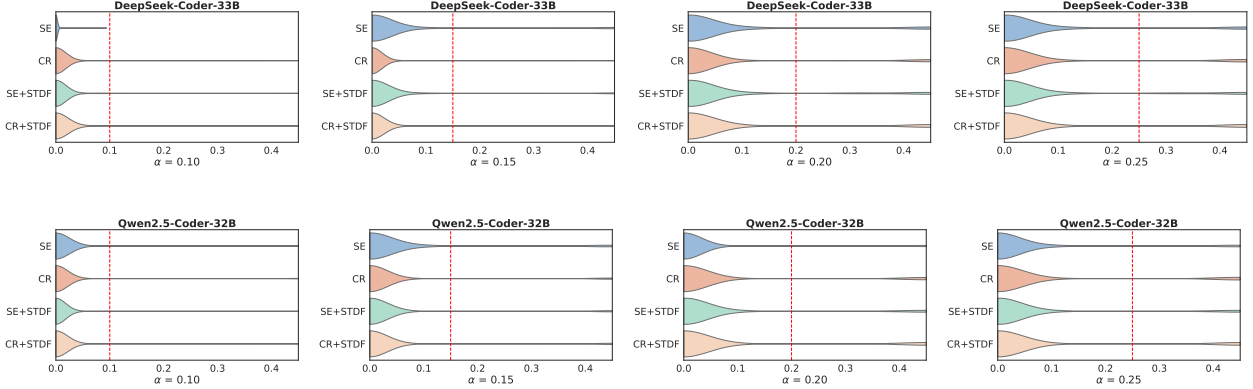 DeepSeek-Coder-33B
SE
CR
SE+STDF
CR+STDF
0.0 0.1 0.2 0.3 0.4
α = 0.10
DeepSeek-Coder-33B
SE
CR
SE+STDF
CR+STDF
0.0 0.1 0.2 0.3 0.4
α = 0.15
DeepSeek-Coder-33B
SE
CR
SE+STDF
CR+STDF
0.0 0.1 0.2 0.3 0.4
α = 0.20
DeepSeek-Coder-33B
SE
CR
SE+STDF
CR+STDF
0.0 0.1 0.2 0.3 0.4
α = 0.25
Qwen2.5-Coder-32B
SE
CR
SE+STDF
CR+STDF
0.0 0.1 0.2 0.3 0.4
α = 0.10
Qwen2.5-Coder-32B
SE
CR
SE+STDF
CR+STDF
0.0 0.1 0.2 0.3 0.4
α = 0.15
Qwen2.5-Coder-32B
SE
CR
SE+STDF
CR+STDF
0.0 0.1 0.2 0.3 0.4
α = 0.20
Qwen2.5-Coder-32B
SE
CR
SE+STDF
CR+STDF
0.0 0.1 0.2 0.3 0.4
α = 0.25